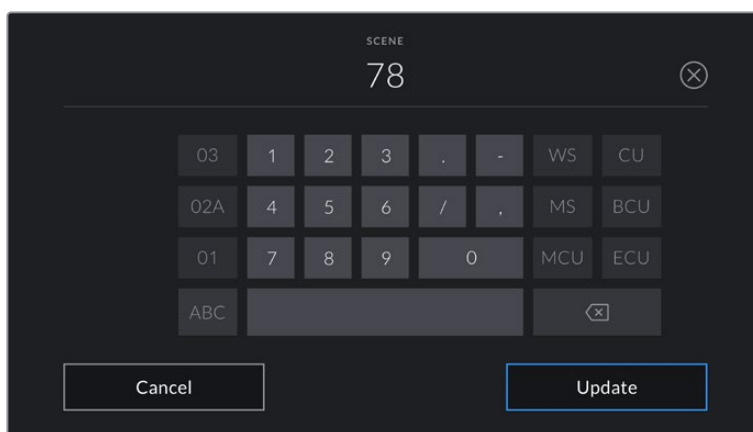 SCENE
78
03 1 2 3 . - WS CU
02A 4 5 6 / , MS BCU
01 7 8 9 0 MCU ECU
ABC
Cancel Update